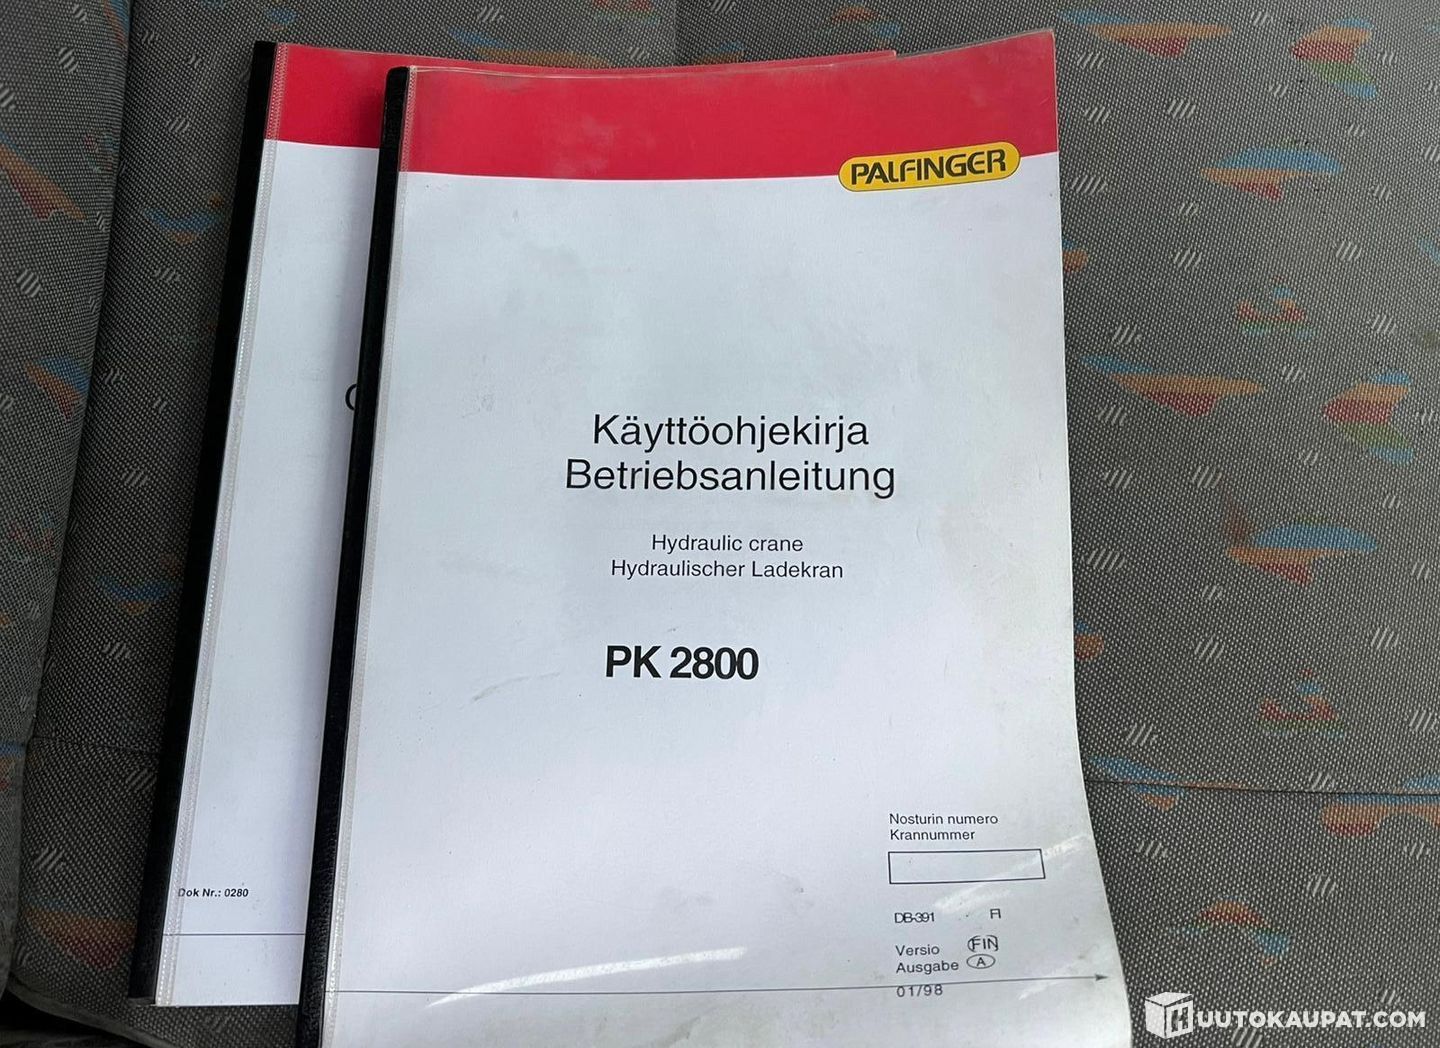 PALFINGER
Käyttöohjekirja
Betriebsanleitung
Hydraulic crane
Hydraulischer Ladekran
PK 2800
Nosturin numero
Krannummer
DB-391 FI
Versio FIN
Ausgabe A
01/98
Dok Nr.: 0280
HUUTOKAUPAT.COM